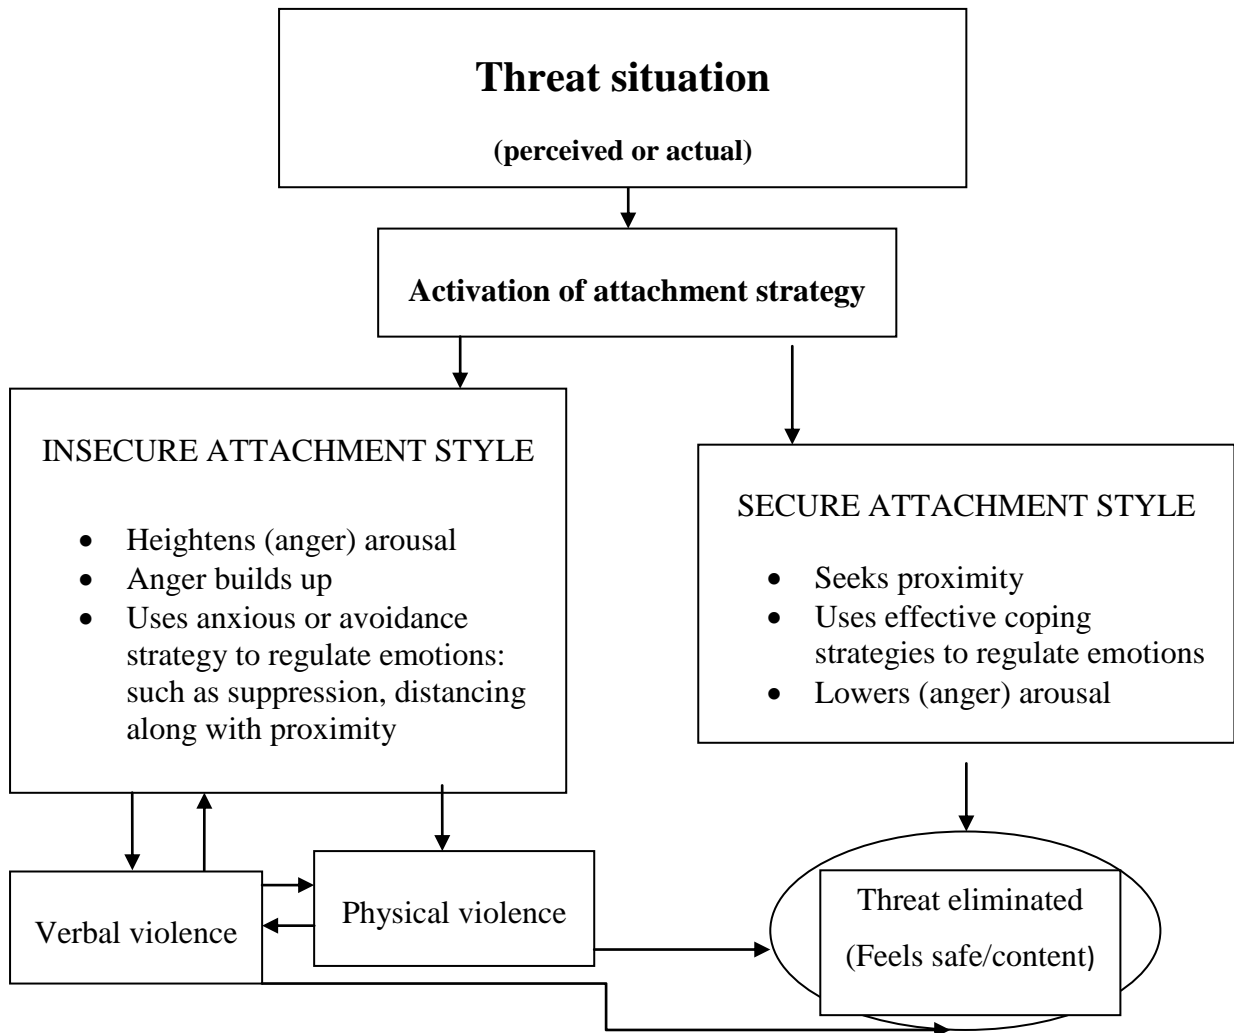 Threat situation
(perceived or actual)
Activation of attachment strategy
INSECURE ATTACHMENT STYLE
• Heightens (anger) arousal
• Anger builds up
• Uses anxious or avoidance
strategy to regulate emotions:
such as suppression, distancing
along with proximity
SECURE ATTACHMENT STYLE
• Seeks proximity
• Uses effective coping
strategies to regulate emotions
• Lowers (anger) arousal
Verbal violence
Physical violence
Threat eliminated
(Feels safe/content)